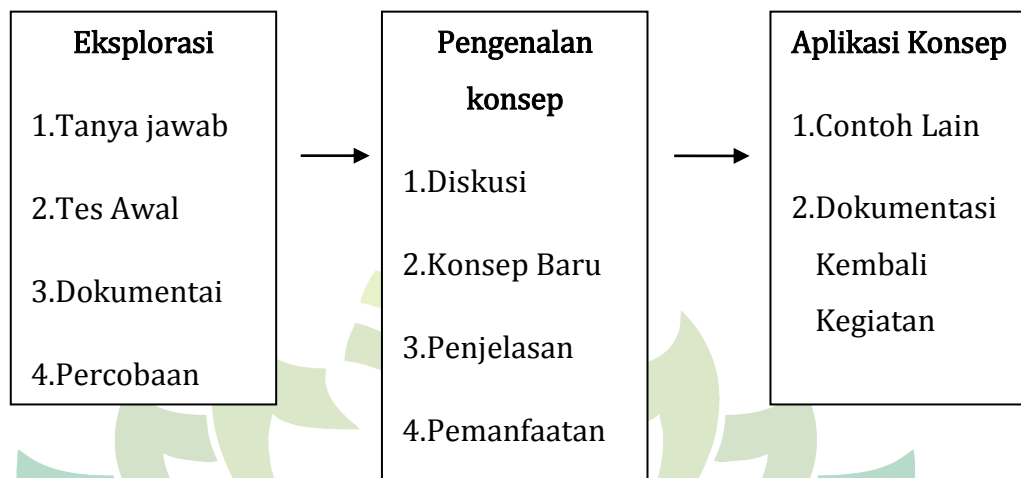 Eksplorasi
1.Tanya jawab
2.Tes Awal
3.Dokumentai
4.Percobaan
Pengenalan
konsep
1.Diskusi
2.Konsep Baru
3.Penjelasan
4.Pemanfaatan
Aplikasi Konsep
1.Contoh Lain
2.Dokumentasi
Kembali
Kegiatan